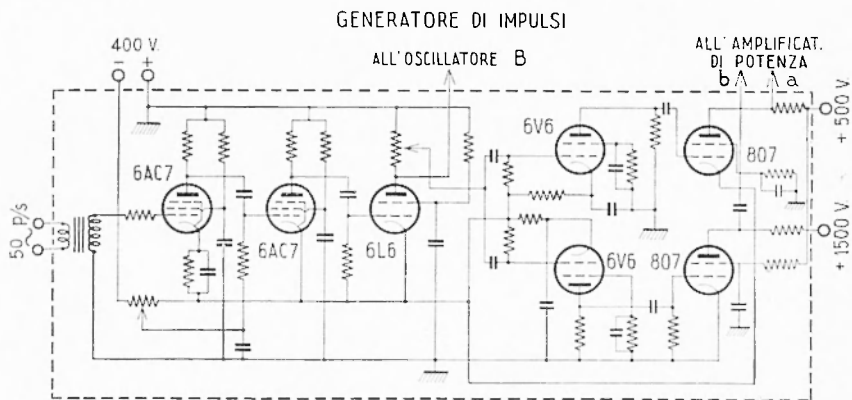 GENERATORE DI IMPULSI
400 V.
− +
ALL'OSCILLATORE B
ALL'AMPLIFICAT.
DI POTENZA
b a
+ 500 V.
6V6
807
6AC7
6AC7
6L6
50 P/s
6V6 807
+ 1500 V.